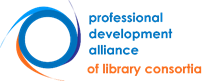 professional
development
alliance
of library consortia